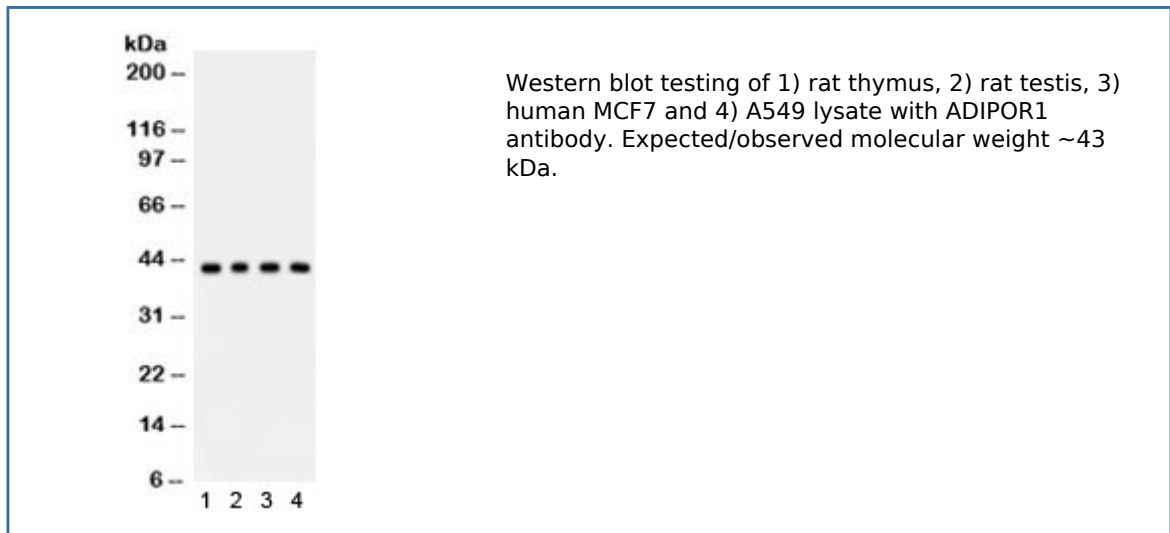 kDa
200 --
116 --
97 --
66 --
44 --
31 --
22 --
14 --
6 --
1 2 3 4
Western blot testing of 1) rat thymus, 2) rat testis, 3)
human MCF7 and 4) A549 lysate with ADIPOR1
antibody. Expected/observed molecular weight ~43
kDa.